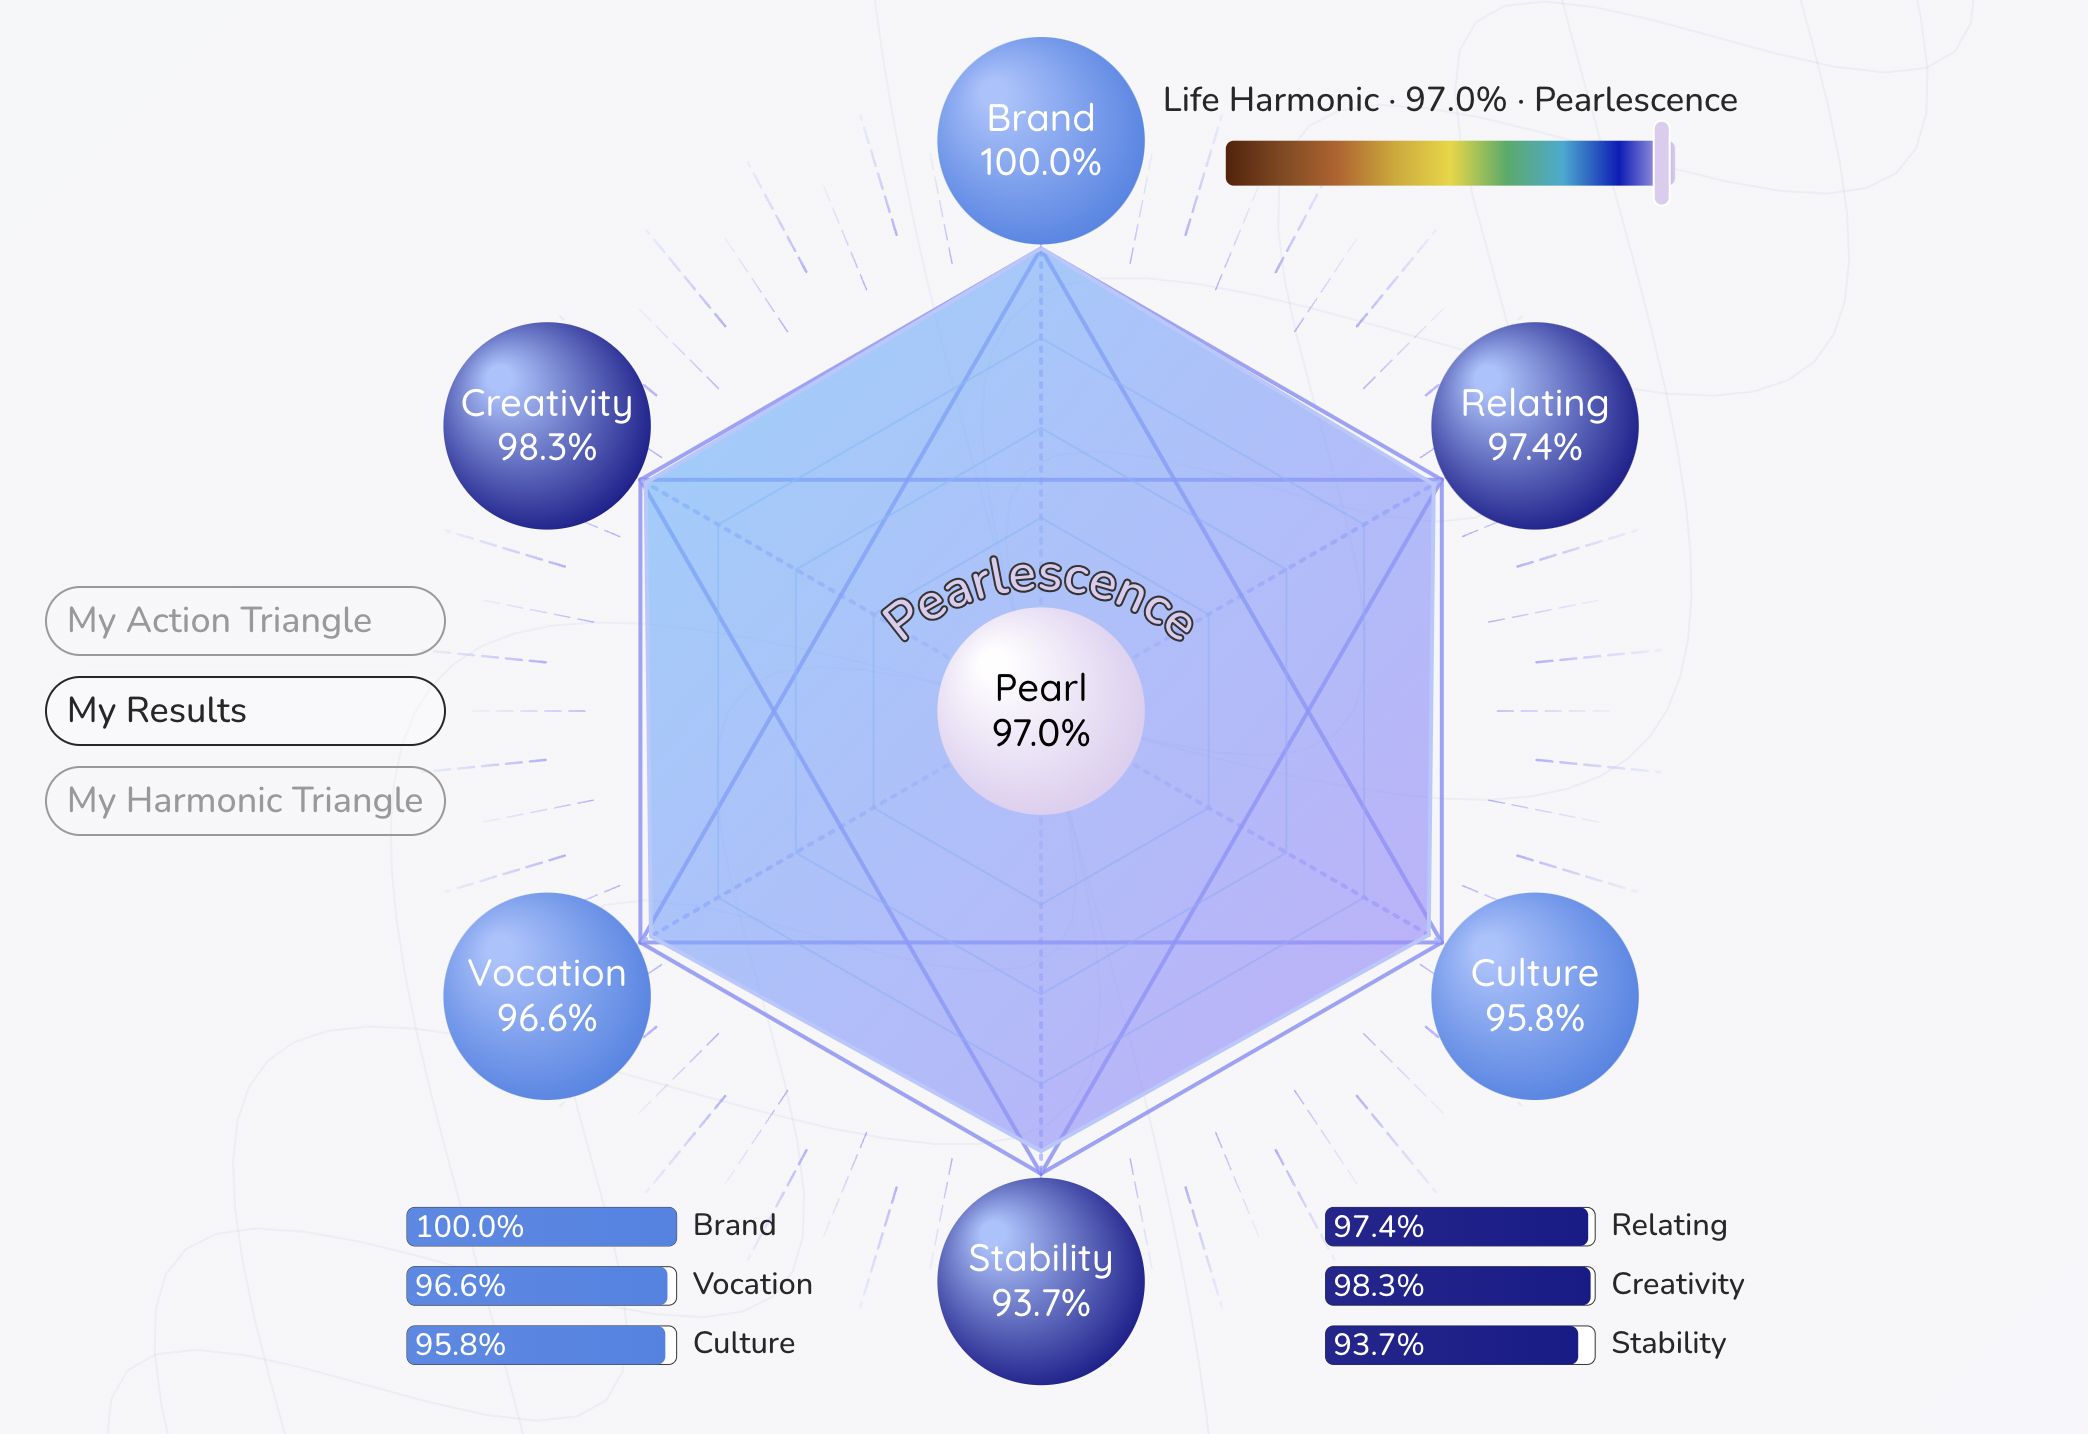 Brand
100.0%
Life Harmonic · 97.0% · Pearlescence
Creativity
98.3%
Relating
97.4%
Pearlescence
Pearl
97.0%
My Action Triangle
My Results
My Harmonic Triangle
Vocation
96.6%
Culture
95.8%
Stability
93.7%
100.0% Brand
96.6% Vocation
95.8% Culture
97.4% Relating
98.3% Creativity
93.7% Stability